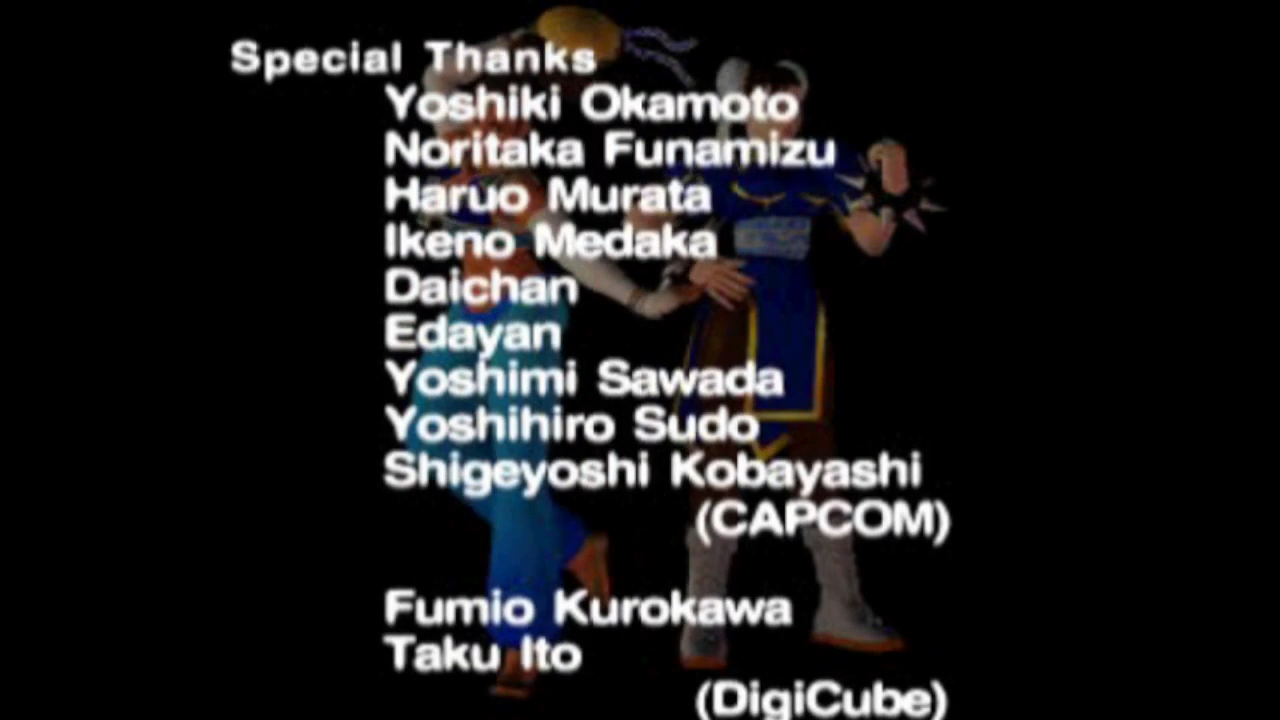 Special Thanks
Yoshiki Okamoto
Noritaka Funamizu
Haruo Murata
Ikeno Medaka
Daichan
Edayan
Yoshimi Sawada
Yoshihiro Sudo
Shigeyoshi Kobayashi
(CAPCOM)
Fumio Kurokawa
Taku Ito
(DigiCube)